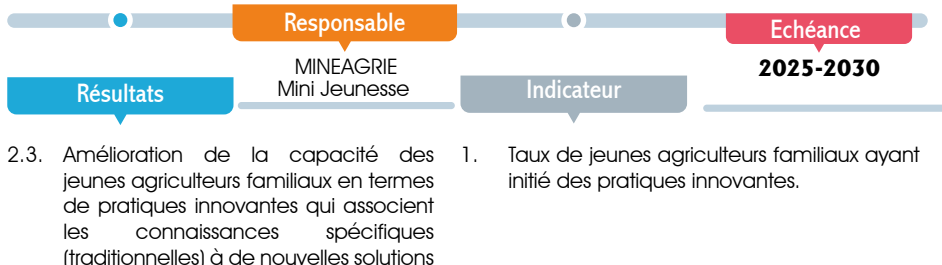 Responsable
Echéance
MINEAGRIE
Mini Jeunesse
2025-2030
Résultats
Indicateur
2.3. Amélioration de la capacité des
jeunes agriculteurs familiaux en termes
de pratiques innovantes qui associent
les connaissances spécifiques
(traditionnelles) à de nouvelles solutions
1. Taux de jeunes agriculteurs familiaux ayant
initié des pratiques innovantes.